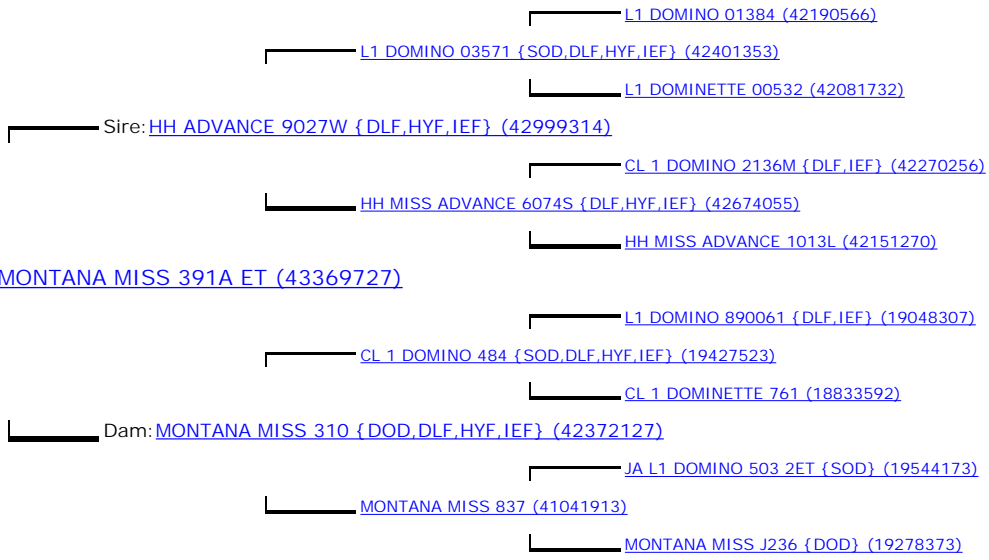 L1 DOMINO 01384 (42190566)
L1 DOMINO 03571 {SOD,DLF,HYF,IEF} (42401353)
L1 DOMINETTE 00532 (42081732)
Sire: HH ADVANCE 9027W {DLF,HYF,IEF} (42999314)
CL 1 DOMINO 2136M {DLF,IEF} (42270256)
HH MISS ADVANCE 6074S {DLF,HYF,IEF} (42674055)
HH MISS ADVANCE 1013L (42151270)
MONTANA MISS 391A ET (43369727)
L1 DOMINO 890061 {DLF,IEF} (19048307)
CL 1 DOMINO 484 {SOD,DLF,HYF,IEF} (19427523)
CL 1 DOMINETTE 761 (18833592)
Dam: MONTANA MISS 310 {DOD,DLF,HYF,IEF} (42372127)
JA L1 DOMINO 503 2ET {SOD} (19544173)
MONTANA MISS 837 (41041913)
MONTANA MISS J236 {DOD} (19278373)